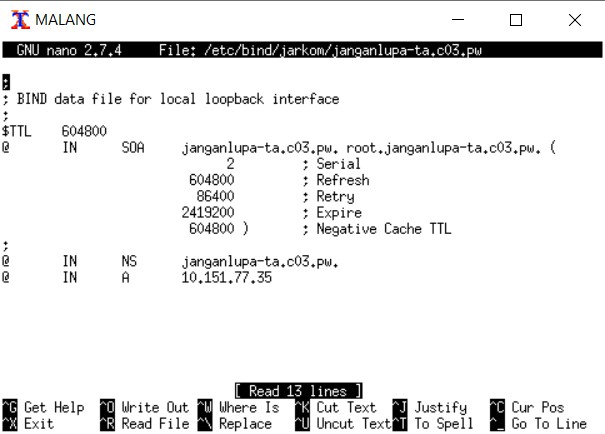 MALANG
GNU nano 2.7.4 File: /etc/bind/jarkom/janganlupa-ta.c03.pw
;
; BIND data file for local loopback interface
;
$TTL 604800
@ IN SOA janganlupa-ta.c03.pw. root.janganlupa-ta.c03.pw. (
2 ; Serial
604800 ; Refresh
86400 ; Retry
2419200 ; Expire
604800 ) ; Negative Cache TTL
;
@ IN NS janganlupa-ta.c03.pw.
@ IN A 10.151.77.35
[ Read 13 lines ]
^G Get Help ^O Write Out ^W Where Is ^K Cut Text ^J Justify ^C Cur Pos
^X Exit ^R Read File ^\ Replace ^U Uncut Text ^T To Spell ^_ Go To Line